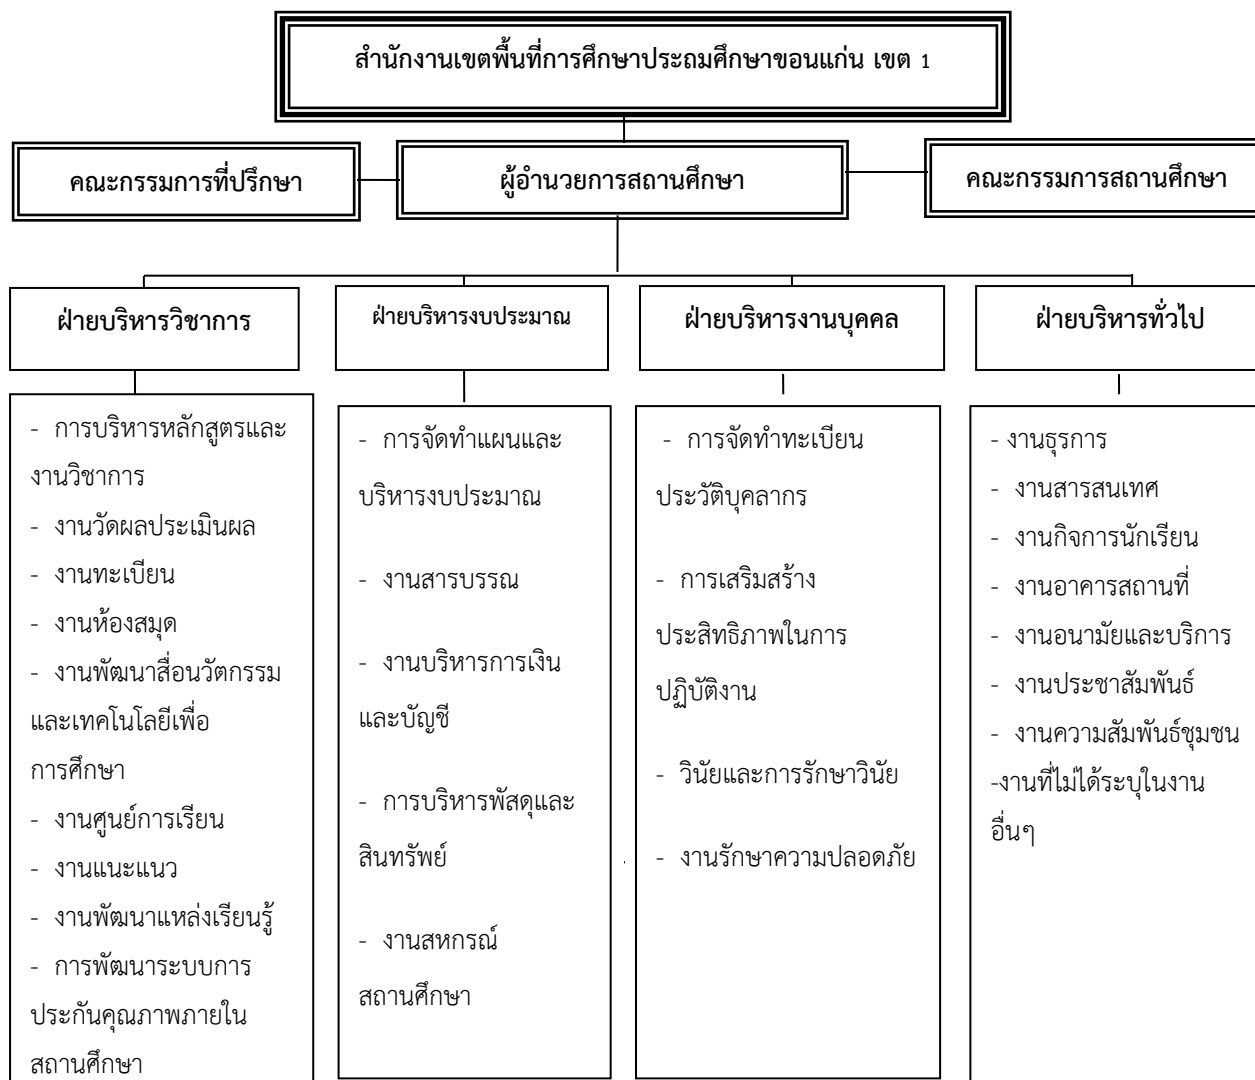 สำนักงานเขตพื้นที่การศึกษาประถมศึกษาขอนแก่น เขต 1
คณะกรรมการที่ปรึกษา
ผู้อำนวยการสถานศึกษา
คณะกรรมการสถานศึกษา
ฝ่ายบริหารวิชาการ
ฝ่ายบริหารงบประมาณ
ฝ่ายบริหารงานบุคคล
ฝ่ายบริหารทั่วไป
- การบริหารหลักสูตรและ
งานวิชาการ
- งานวัดผลประเมินผล
- งานทะเบียน
- งานห้องสมุด
- งานพัฒนาสื่อนวัตกรรม
และเทคโนโลยีเพื่อ
การศึกษา
- งานศูนย์การเรียน
- งานแนะแนว
- งานพัฒนาแหล่งเรียนรู้
- การพัฒนาระบบการ
ประกันคุณภาพภายใน
สถานศึกษา
- การจัดทำแผนและ
บริหารงบประมาณ
- งานสารบรรณ
- งานบริหารการเงิน
และบัญชี
- การบริหารพัสดุและ
สินทรัพย์
- งานสหกรณ์
สถานศึกษา
- การจัดทำทะเบียน
ประวัติบุคลากร
- การเสริมสร้าง
ประสิทธิภาพในการ
ปฏิบัติงาน
- วินัยและการรักษาวินัย
- งานรักษาความปลอดภัย
- งานธุรการ
- งานสารสนเทศ
- งานกิจการนักเรียน
- งานอาคารสถานที่
- งานอนามัยและบริการ
- งานประชาสัมพันธ์
- งานความสัมพันธ์ชุมชน
-งานที่ไม่ได้ระบุในงาน
อื่นๆ